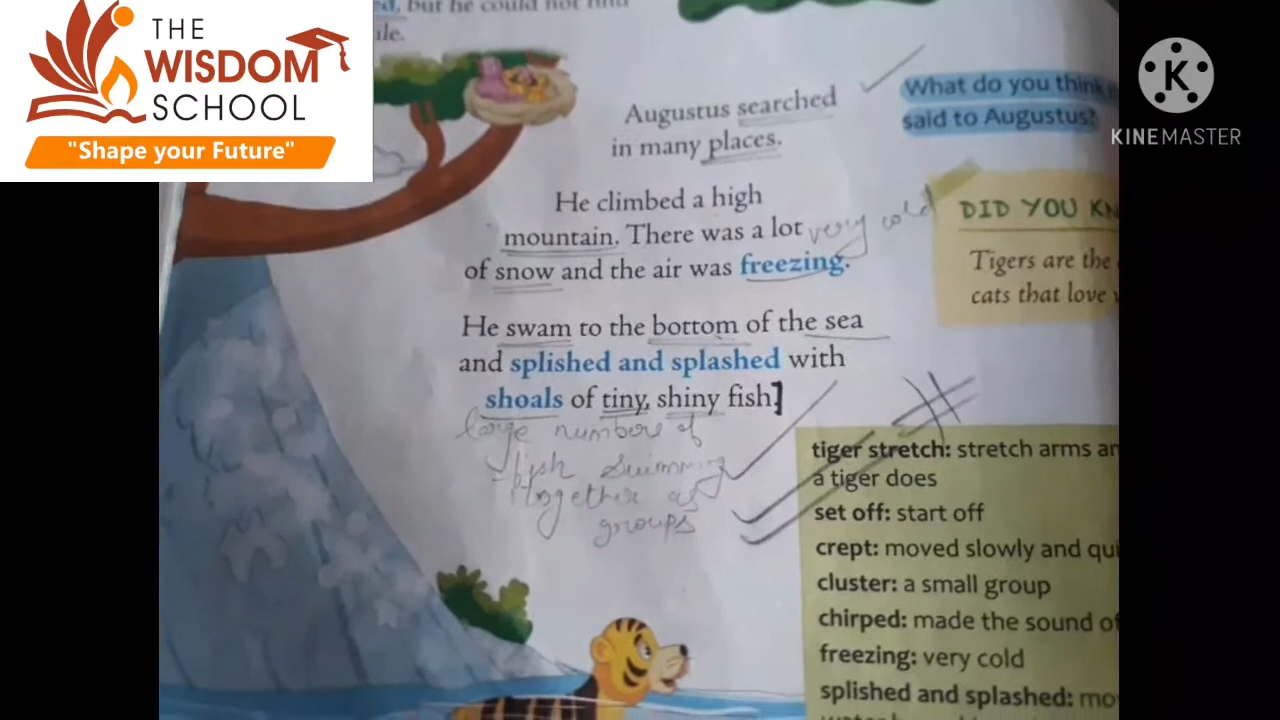 THE
WISDOM
SCHOOL
"Shape your Future"
KINEMASTER
ed, but he could not find
ile.
Augustus searched
in many places.
He climbed a high
mountain. There was a lot
very cold
of snow and the air was freezing.
He swam to the bottom of the sea
and splished and splashed with
shoals of tiny, shiny fish]
large numbers of
fish swimming
together as
groups
What do you think
said to Augustus?
DID YOU KN
Tigers are the
cats that love
tiger stretch: stretch arms an
a tiger does
set off: start off
crept: moved slowly and qui
cluster: a small group
chirped: made the sound of
freezing: very cold
splished and splashed: mo